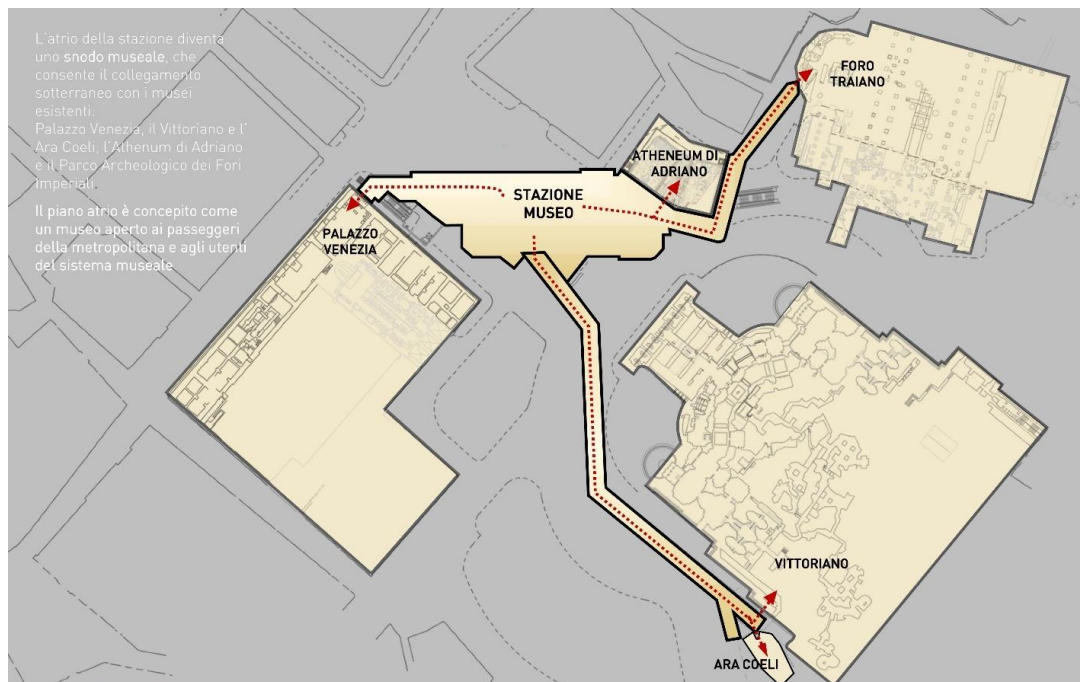 L'atrio della stazione diventa
uno snodo museale, che
consente il collegamento
sotterraneo con i musei
esistenti:
Palazzo Venezia, il Vittoriano e l'
Ara Coeli, l'Athenum di Adriano
e il Parco Archeologico dei Fori
Imperiali.
Il piano atrio è concepito come
un museo aperto ai passeggeri
della metropolitana e agli utenti
del sistema museale
FORO
TRAIANO
ATHENEUM DI
ADRIANO
STAZIONE
MUSEO
PALAZZO
VENEZIA
VITTORIANO
ARA COELI